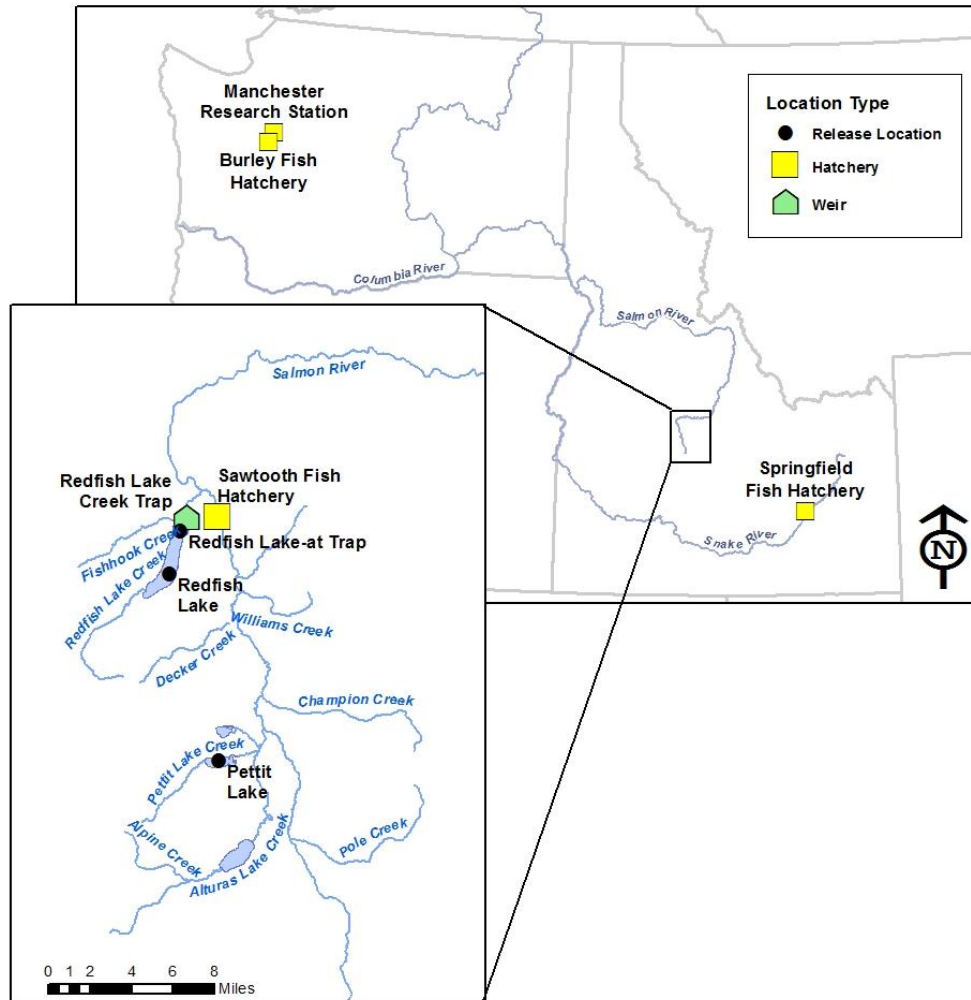 Manchester
Research Station
Burley Fish
Hatchery
Location Type
Release Location
Hatchery
Weir
Columbia River
Salmon River
Springfield
Fish Hatchery
Snake River
N
Salmon River
Redfish Lake
Creek Trap
Sawtooth Fish
Hatchery
Redfish Lake-at Trap
Fishhook Creek
Redfish Lake Creek
Redfish
Lake
Williams Creek
Decker Creek
Champion Creek
Pettit Lake Creek
Pettit
Lake
Alpine Creek
Alturas Lake Creek
Pole Creek
0 1 2 4 6 8
Miles